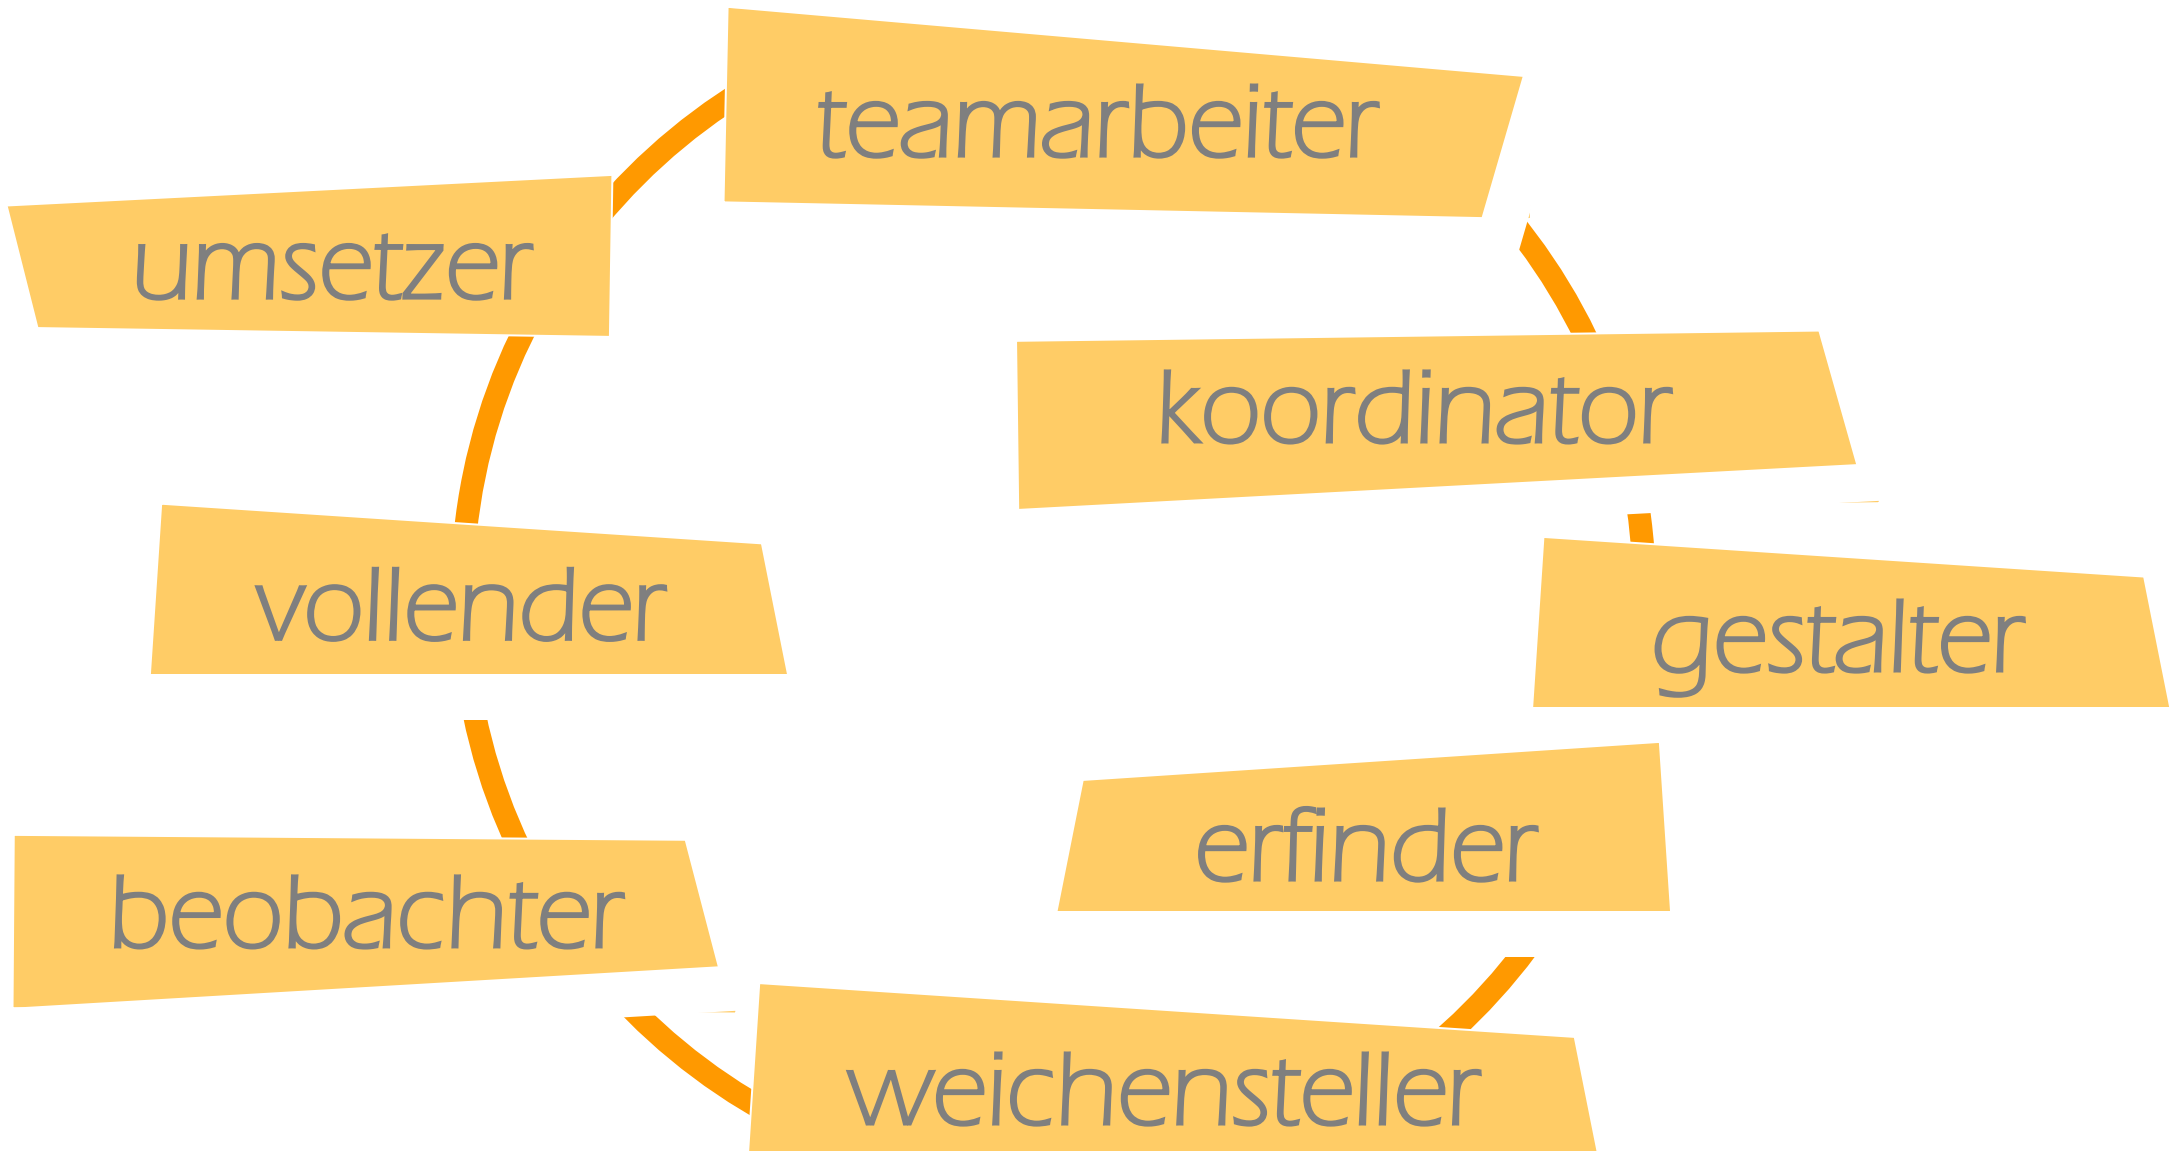 teamarbeiter
umsetzer
koordinator
vollender
gestalter
erfinder
beobachter
weichensteller